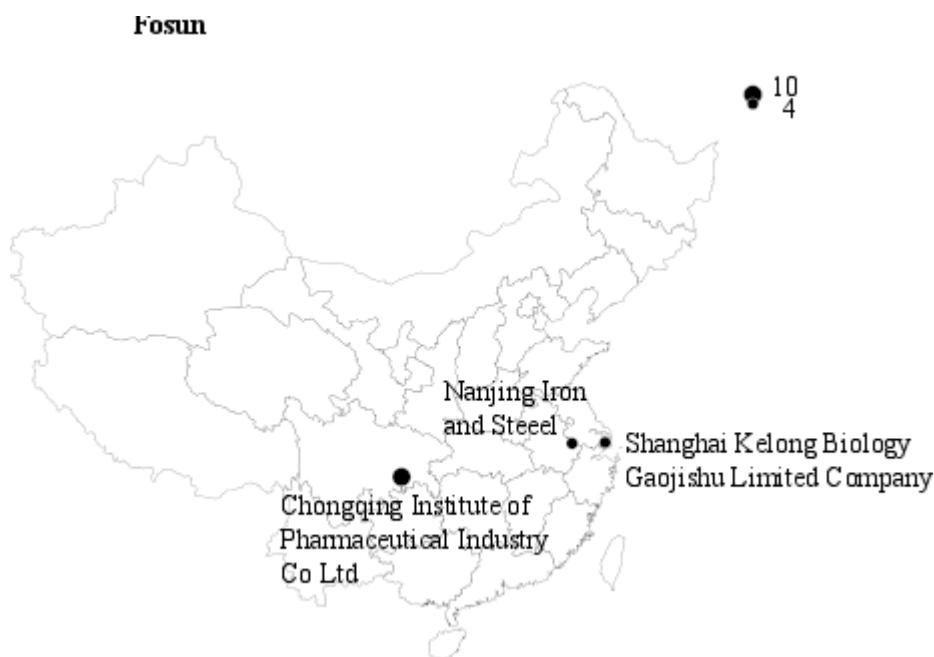 Fosun
10
4
Nanjing Iron
and Steeel
Shanghai Kelong Biology
Gaojishu Limited Company
Chongqing Institute of
Pharmaceutical Industry
Co Ltd